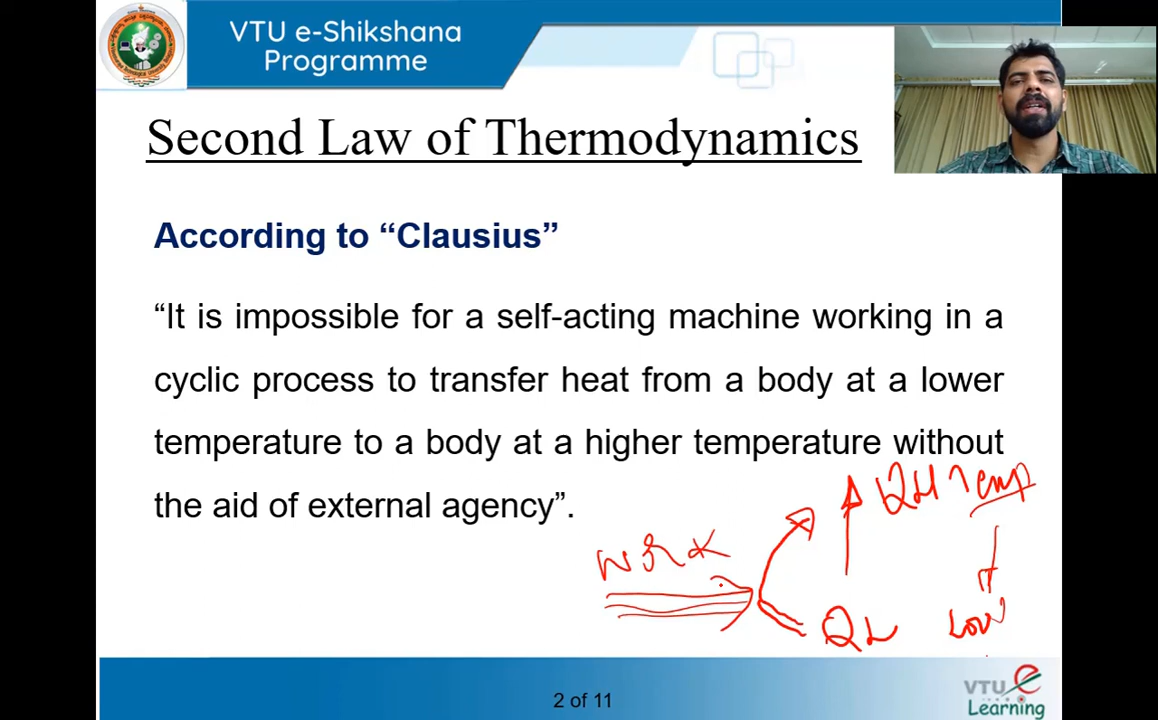 VTU e-Shikshana
Programme
Second Law of Thermodynamics
According to “Clausius”
“It is impossible for a self-acting machine working in a
cyclic process to transfer heat from a body at a lower
temperature to a body at a higher temperature without
the aid of external agency”.
QH Temp
work
QL
Low
2 of 11
VTU e
Learning